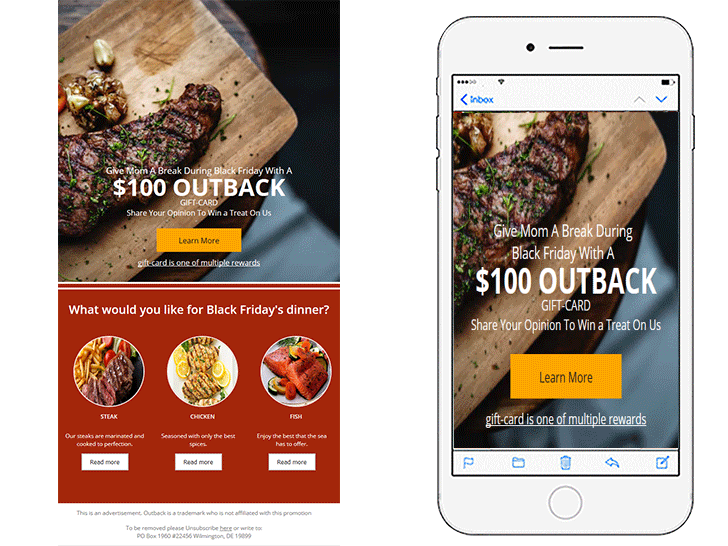 Give Mom A Break During Black Friday With A
$100 OUTBACK
GIFT-CARD
Share Your Opinion To Win a Treat On Us
Learn More
gift-card is one of multiple rewards
What would you like for Black Friday's dinner?
STEAK
CHICKEN
FISH
Our steaks are marinated and
cooked to perfection.
Seasoned with only the best
spices.
Enjoy the best that the sea
has to offer.
Read more
Read more
Read more
This is an advertisement. Outback is a trademark who is not affiliated with this promotion
To be removed please Unsubscribe here or write to:
PO Box 1960 #22456 Wilmington, DE 19899
Inbox
Give Mom A Break During
Black Friday With A
$100 OUTBACK
GIFT-CARD
Share Your Opinion To Win a Treat On Us
Learn More
gift-card is one of multiple rewards